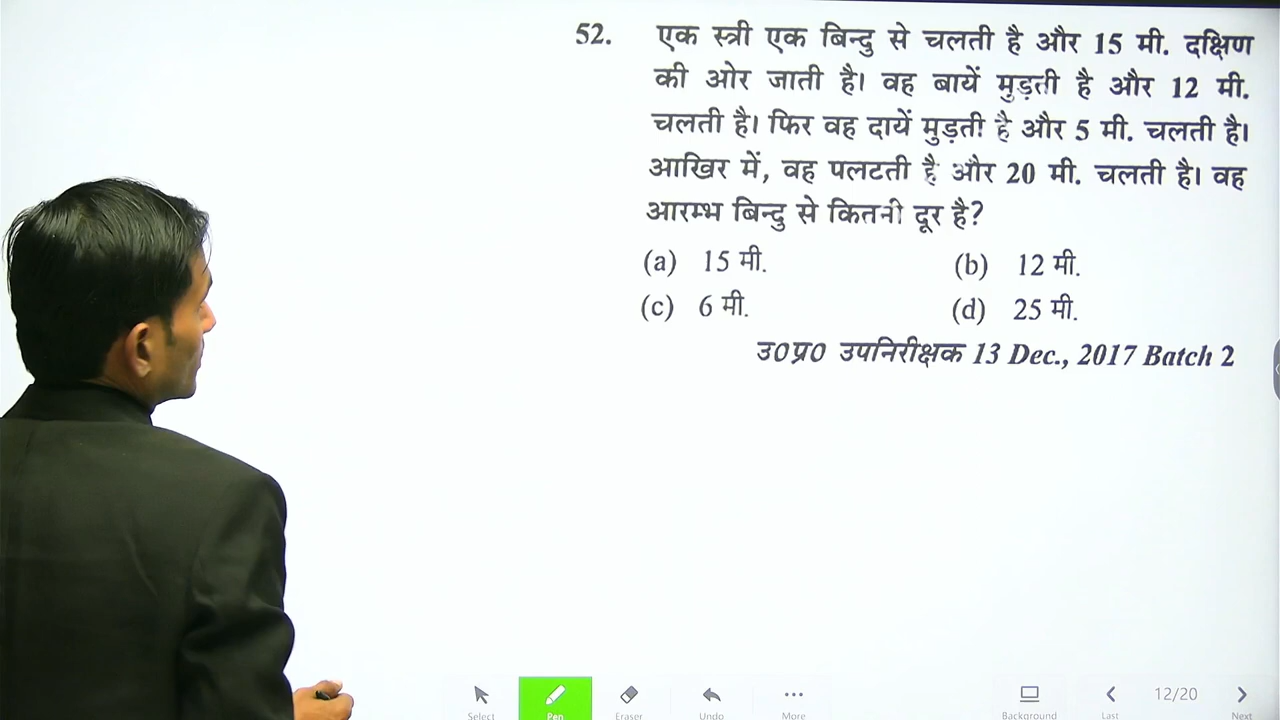 52. एक स्त्री एक बिन्दु से चलती है और 15 मी. दक्षिण
की ओर जाती है। वह बायें मुड़ती है और 12 मी.
चलती है। फिर वह दायें मुड़ती है और 5 मी. चलती है।
आखिर में, वह पलटती है और 20 मी. चलती है। वह
आरम्भ बिन्दु से कितनी दूर है?
(a) 15 मी. (b) 12 मी.
(c) 6 मी. (d) 25 मी.
उ0प्र0 उपनिरीक्षक 13 Dec., 2017 Batch 2
12/20
Select Pen Eraser Undo More Background Last Next